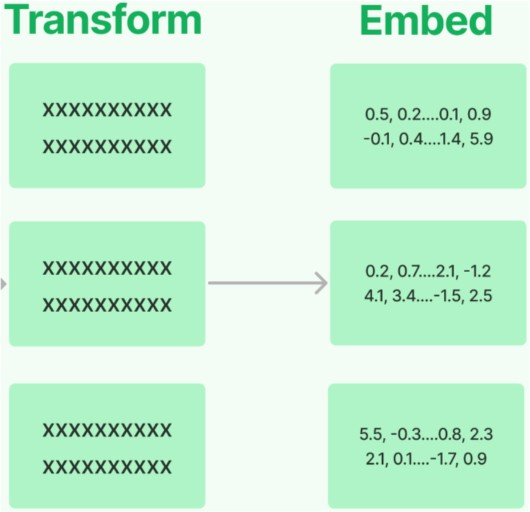 Transform
Embed
XXXXXXXXXX
XXXXXXXXXX
0.5, 0.2....0.1, 0.9
-0.1, 0.4....1.4, 5.9
XXXXXXXXXX
XXXXXXXXXX
0.2, 0.7....2.1, -1.2
4.1, 3.4....-1.5, 2.5
XXXXXXXXXX
XXXXXXXXXX
5.5, -0.3....0.8, 2.3
2.1, 0.1....-1.7, 0.9